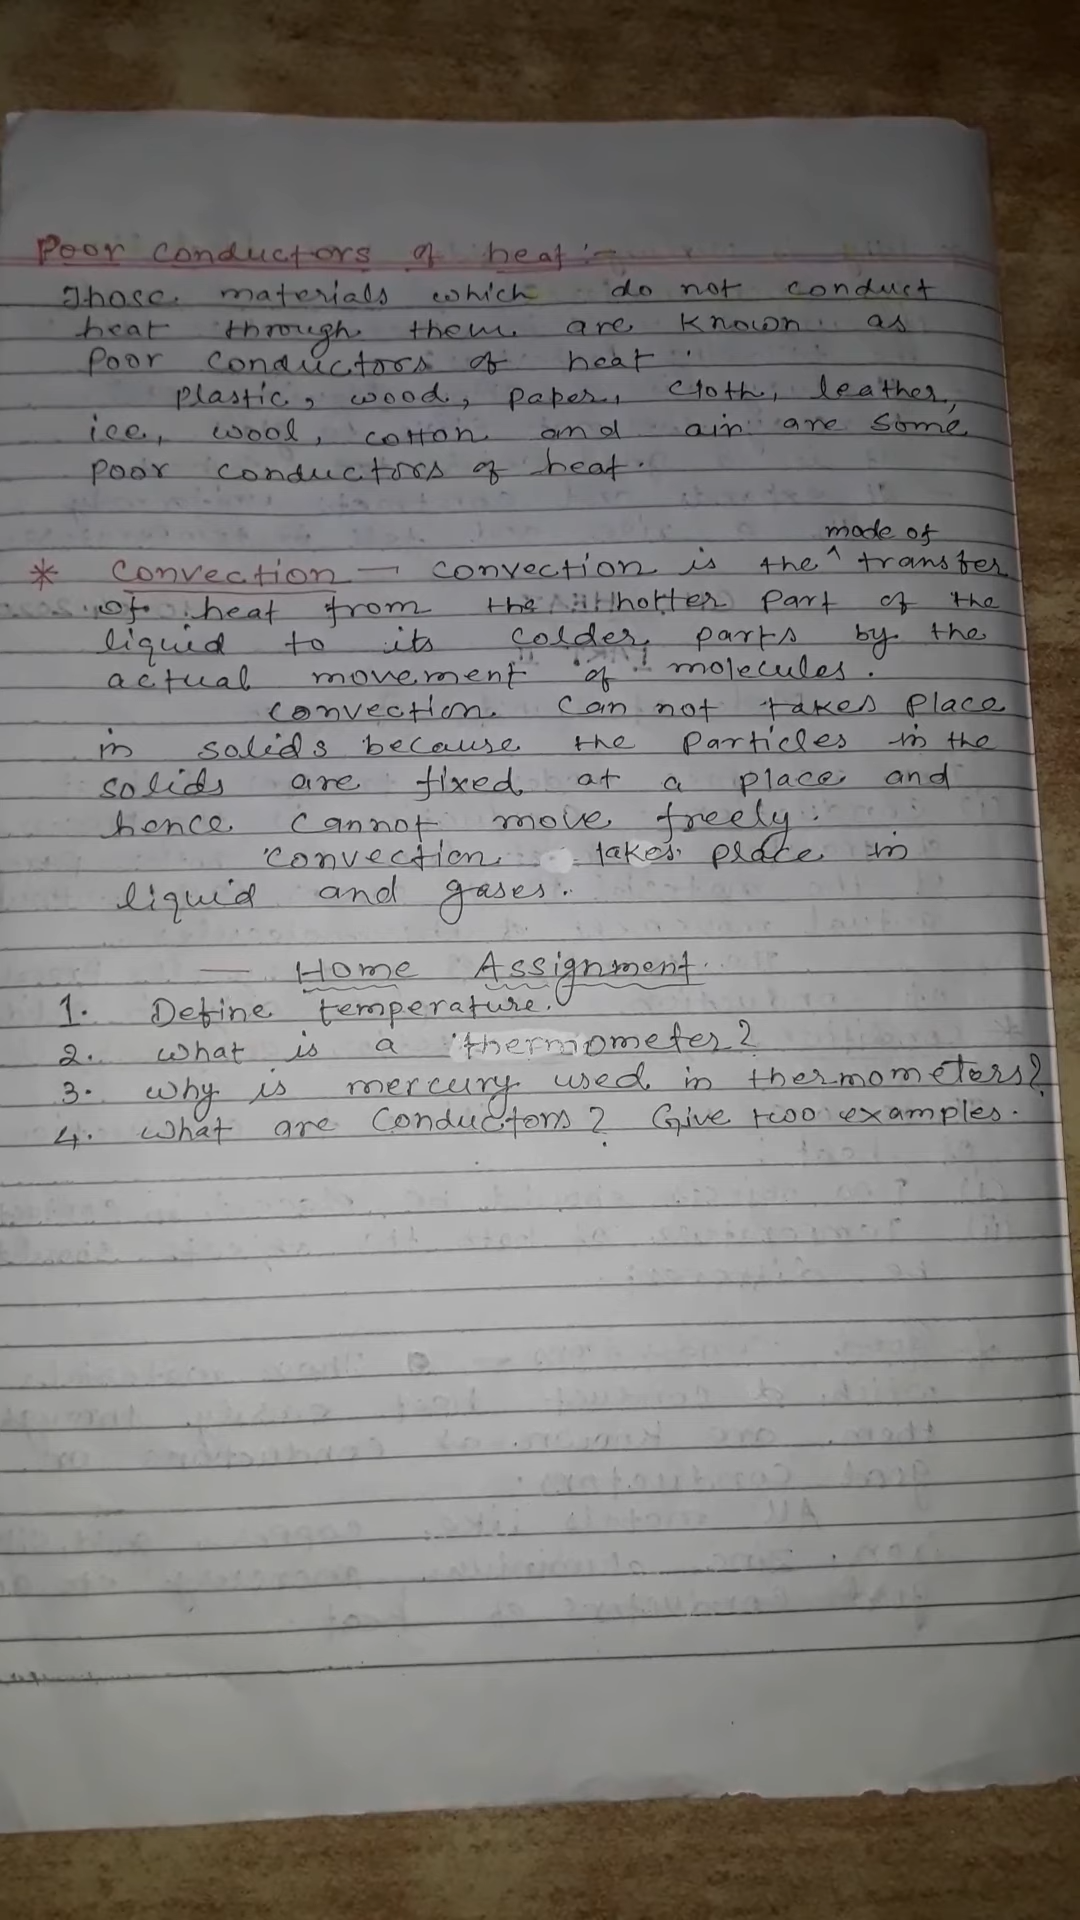 Poor conductors of heat :-
Those materials which do not conduct
heat through them are known as
Poor conductors of heat.
Plastic, wood, paper, cloth, leather,
ice, wool, cotton and air are some
poor conductors of heat.
mode of
* Convection - convection is the ^ transfer
of heat from the hotter part of the
liquid to its colder parts by the
actual movement of molecules.
convection can not takes place
in solids because the particles in the
solids are fixed at a place and
hence cannot move freely.
convection takes place in
liquid and gases.
- Home Assignment
1. Define temperature.
2. What is a thermometer?
3. Why is mercury used in thermometers?
4. What are conductors? Give two examples.